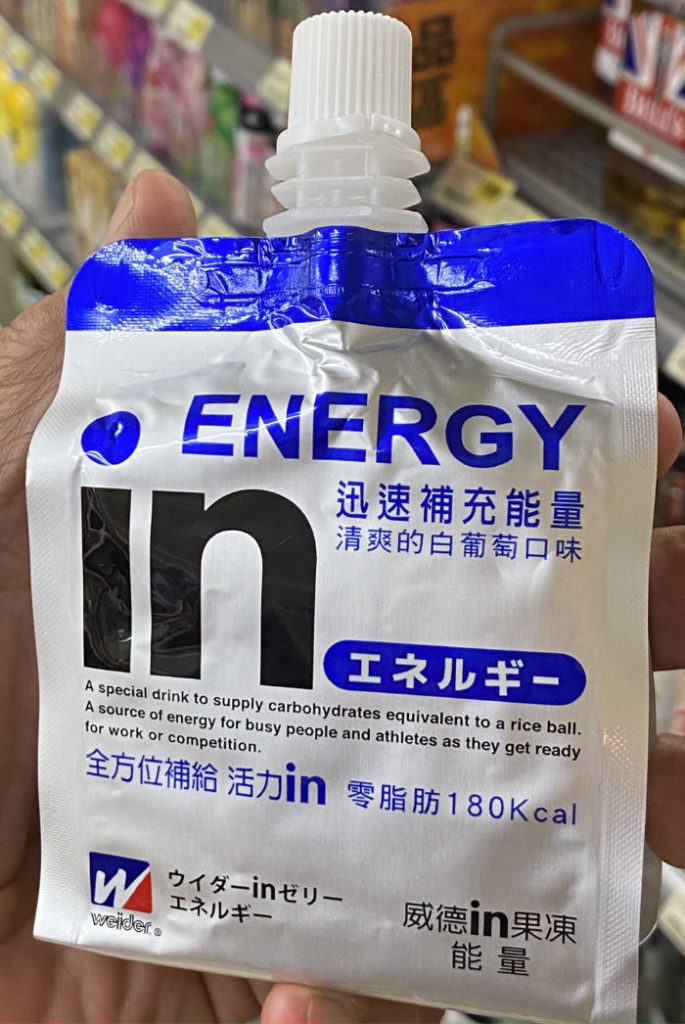 ENERGY
in
迅速補充能量
清爽的白葡萄口味
エネルギー
A special drink to supply carbohydrates equivalent to a rice ball.
A source of energy for busy people and athletes as they get ready
for work or competition.
全方位補給 活力in 零脂肪180Kcal
W
weider®
ウイダーinゼリー
エネルギー
威德in果凍
能量
品